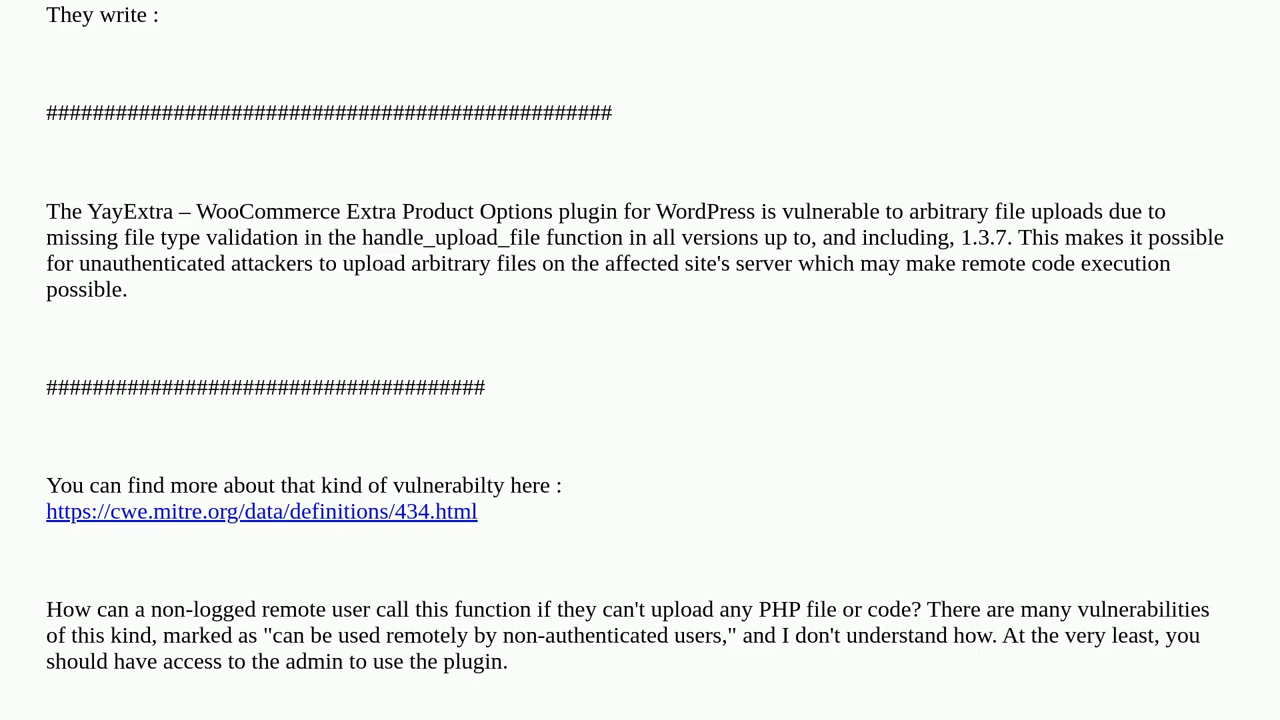 They write :
#################################################
The YayExtra – WooCommerce Extra Product Options plugin for WordPress is vulnerable to arbitrary file uploads due to
missing file type validation in the handle_upload_file function in all versions up to, and including, 1.3.7. This makes it possible
for unauthenticated attackers to upload arbitrary files on the affected site's server which may make remote code execution
possible.
######################################
You can find more about that kind of vulnerabilty here :
https://cwe.mitre.org/data/definitions/434.html
How can a non-logged remote user call this function if they can't upload any PHP file or code? There are many vulnerabilities
of this kind, marked as "can be used remotely by non-authenticated users," and I don't understand how. At the very least, you
should have access to the admin to use the plugin.